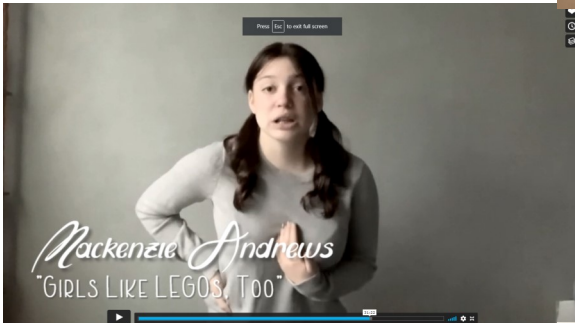 Press Esc to exit full screen
Mackenzie Andrews
"GIRLS LIKE LEGOS, TOO"